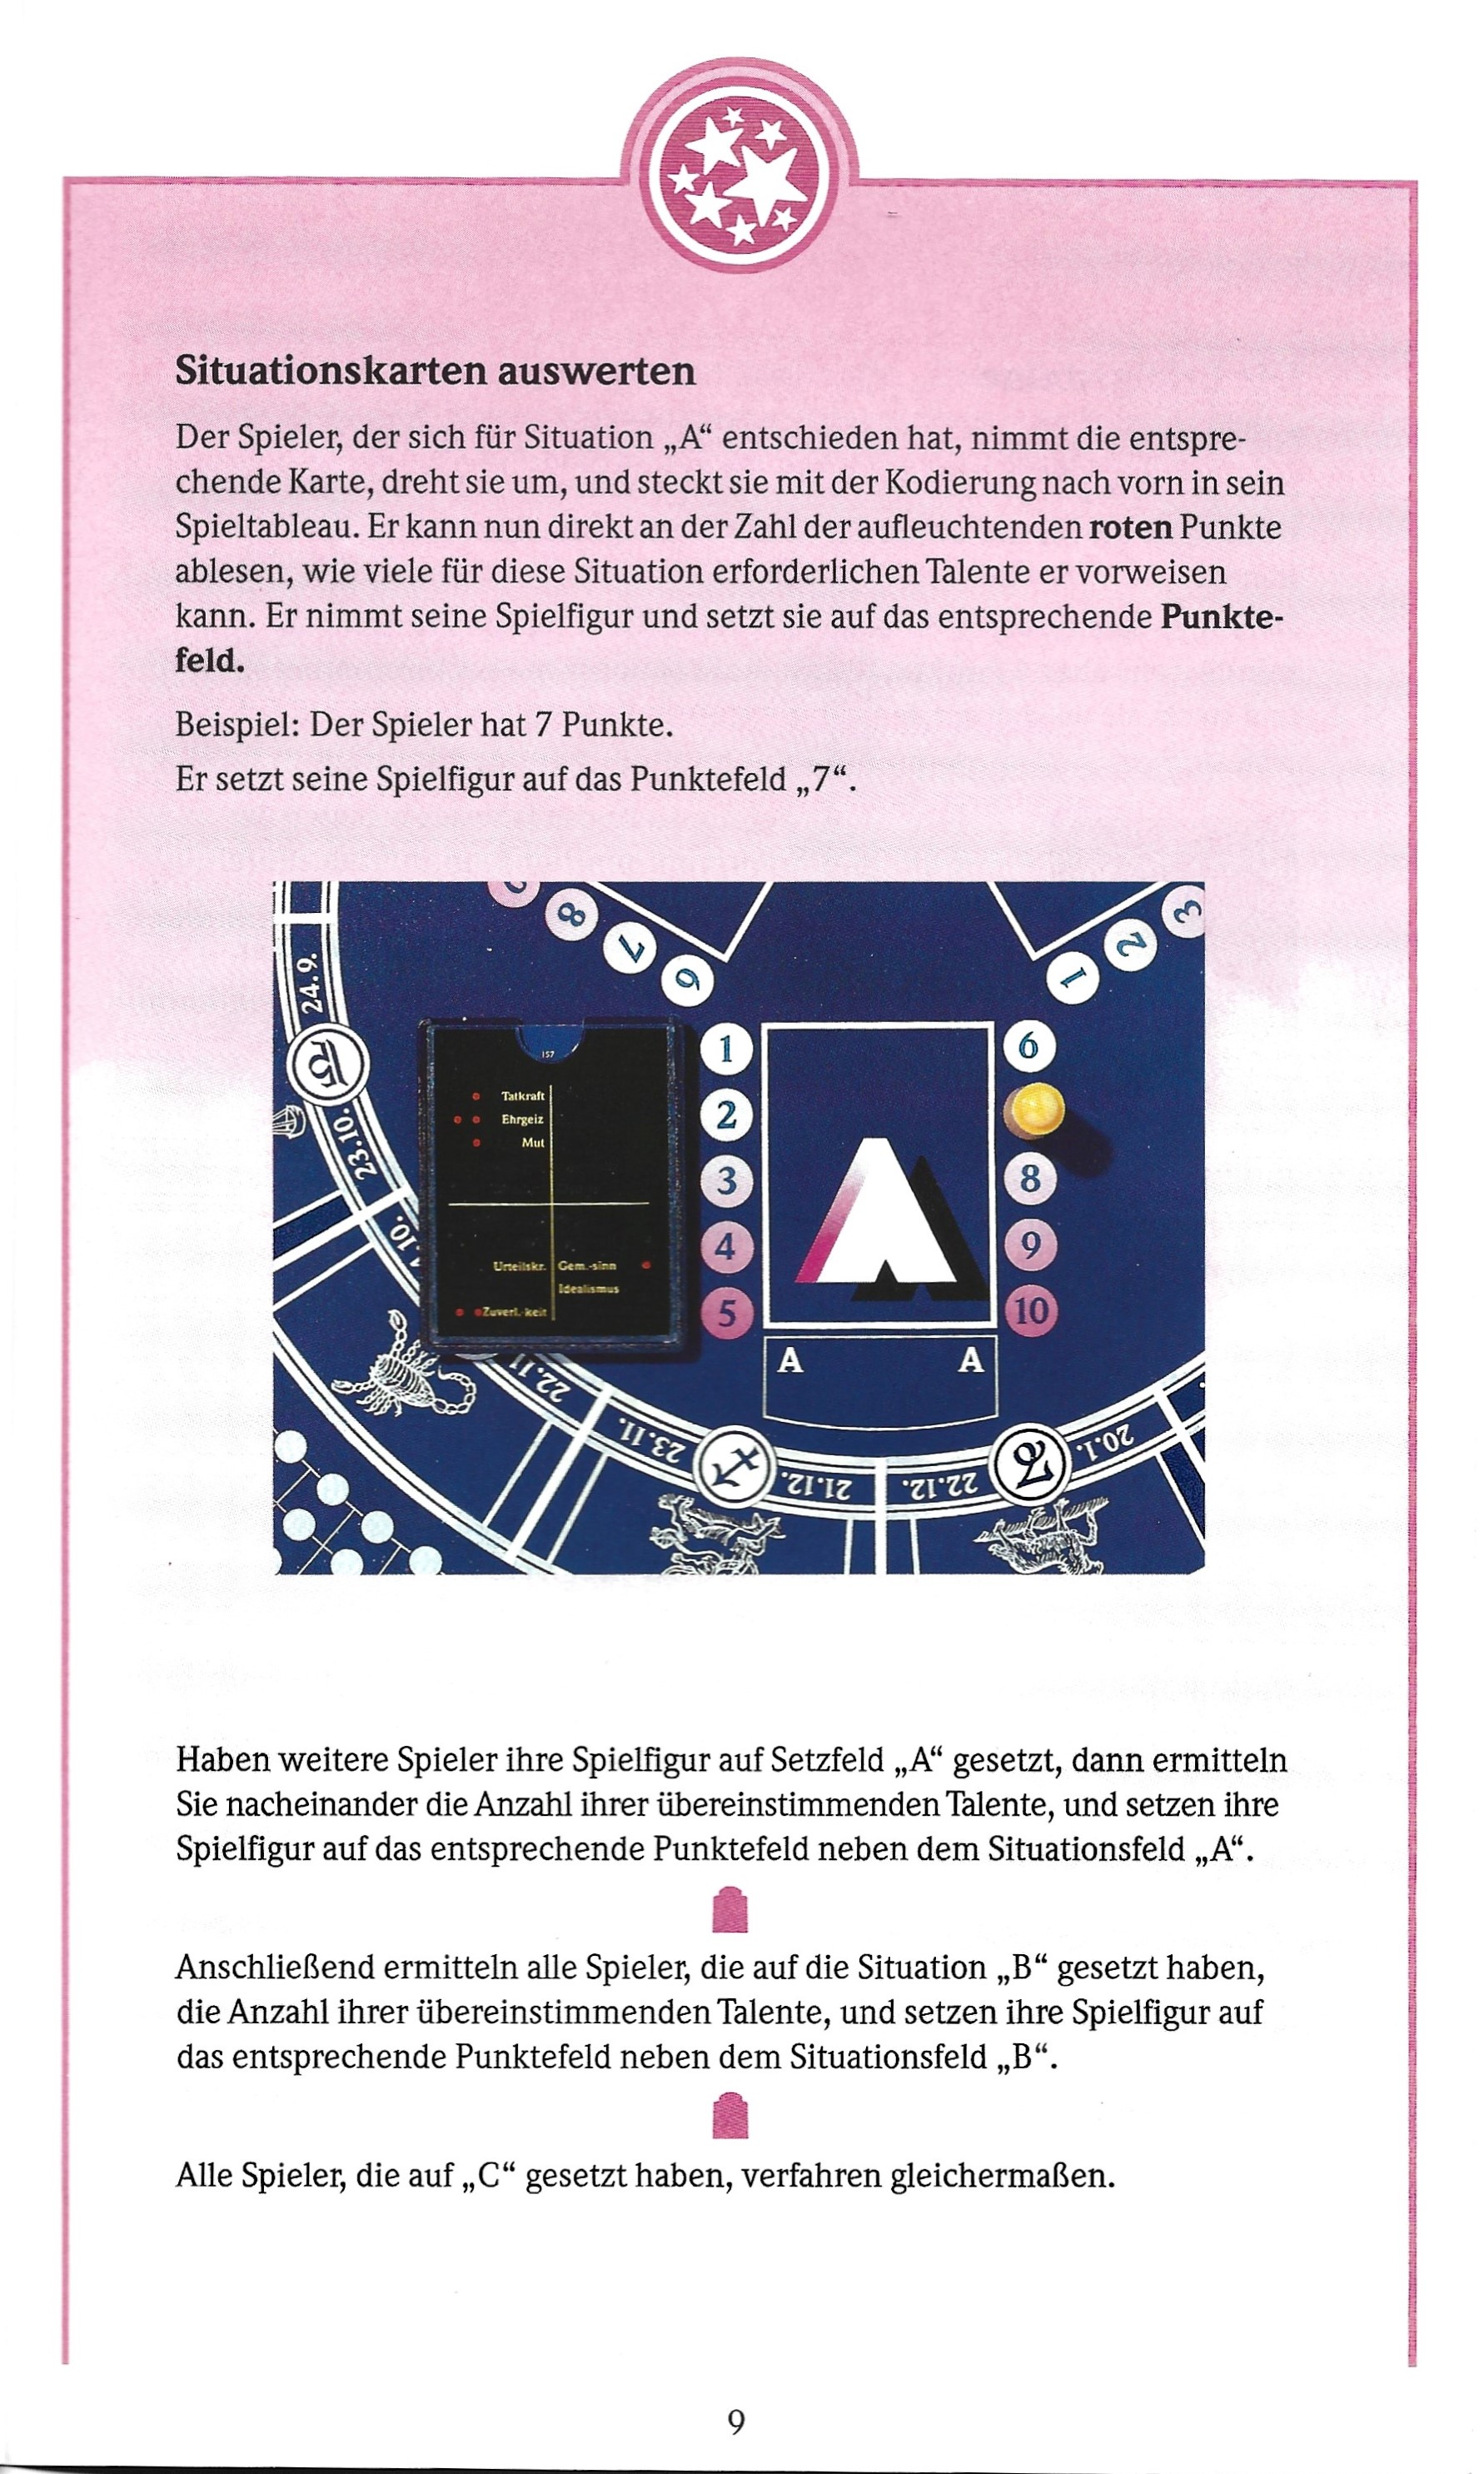 Situationskarten auswerten
Der Spieler, der sich für Situation „A“ entschieden hat, nimmt die entspre-
chende Karte, dreht sie um, und steckt sie mit der Kodierung nach vorn in sein
Spieltableau. Er kann nun direkt an der Zahl der aufleuchtenden roten Punkte
ablesen, wie viele für diese Situation erforderlichen Talente er vorweisen
kann. Er nimmt seine Spielfigur und setzt sie auf das entsprechende Punkte-
feld.
Beispiel: Der Spieler hat 7 Punkte.
Er setzt seine Spielfigur auf das Punktefeld „7“.
8
7
6
3
2
1
24.9.
23.10.
157
Tatkraft
Ehrgeiz
Mut
Urteilskr. Gem.-sinn
Idealismus
Zuverl.-keit
1
2
3
4
5
6
8
9
10
A
A A
22.11
23.11.
21.12.
22.12.
20.1.
Haben weitere Spieler ihre Spielfigur auf Setzfeld „A“ gesetzt, dann ermitteln
Sie nacheinander die Anzahl ihrer übereinstimmenden Talente, und setzen ihre
Spielfigur auf das entsprechende Punktefeld neben dem Situationsfeld „A“.
Anschließend ermitteln alle Spieler, die auf die Situation „B“ gesetzt haben,
die Anzahl ihrer übereinstimmenden Talente, und setzen ihre Spielfigur auf
das entsprechende Punktefeld neben dem Situationsfeld „B“.
Alle Spieler, die auf „C“ gesetzt haben, verfahren gleichermaßen.
9